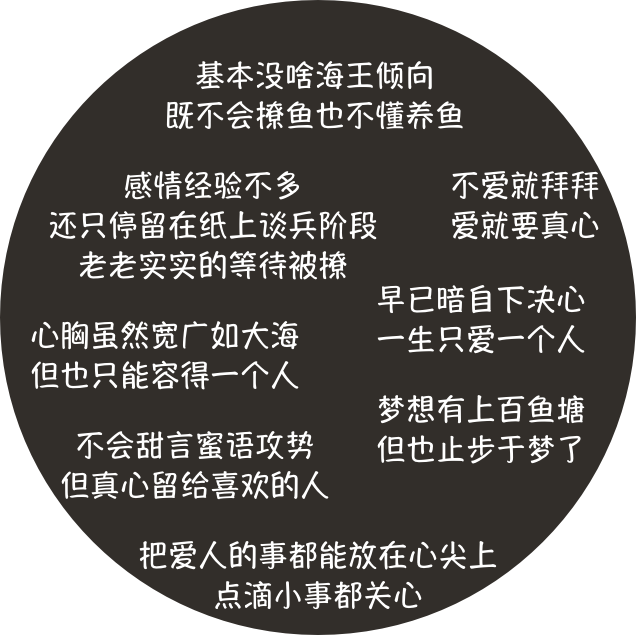 基本没啥海王倾向
既不会撩鱼也不懂养鱼
感情经验不多
还只停留在纸上谈兵阶段
老老实实的等待被撩
不爱就拜拜
爱就要真心
早已暗自下决心
一生只爱一个人
心胸虽然宽广如大海
但也只能容得一个人
梦想有上百鱼塘
但也止步于梦了
不会甜言蜜语攻势
但真心留给喜欢的人
把爱人的事都能放在心尖上
点滴小事都关心